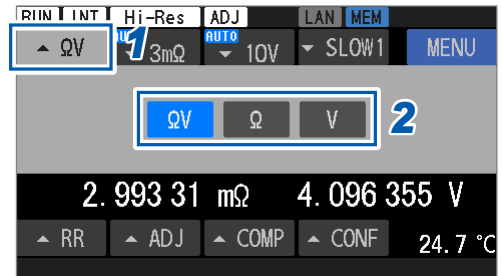 RUN INT Hi-Res ADJ LAN MEM
ΩV 1 3mΩ AUTO 10V SLOW1 MENU
ΩV Ω V 2
2.993 31 mΩ 4.096 355 V
RR ADJ COMP CONF 24.7 °C